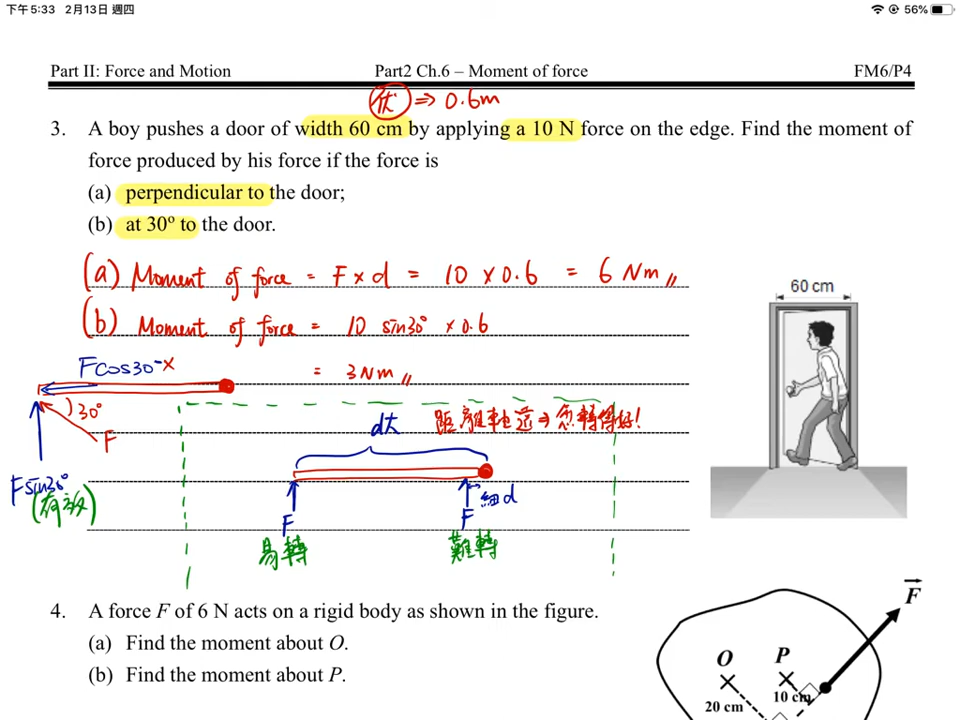 下午5:33 2月13日 週四
56%
Part II: Force and Motion Part2 Ch.6 – Moment of force FM6/P4
⇒ 0.6m
3. A boy pushes a door of width 60 cm by applying a 10 N force on the edge. Find the moment of
force produced by his force if the force is
(a) perpendicular to the door;
(b) at 30° to the door.
(a) Moment of force = F × d = 10 × 0.6 = 6 Nm
60 cm
(b) Moment of force = 10 sin30° × 0.6
= 3 Nm
Fcos30 - x
30°
F
Fsin30°
(有效)
d大
距離軸遠 ⇒
F
易轉
細d
F
難轉
4. A force F of 6 N acts on a rigid body as shown in the figure.
(a) Find the moment about O.
(b) Find the moment about P.
F
O
P
20 cm
10 cm